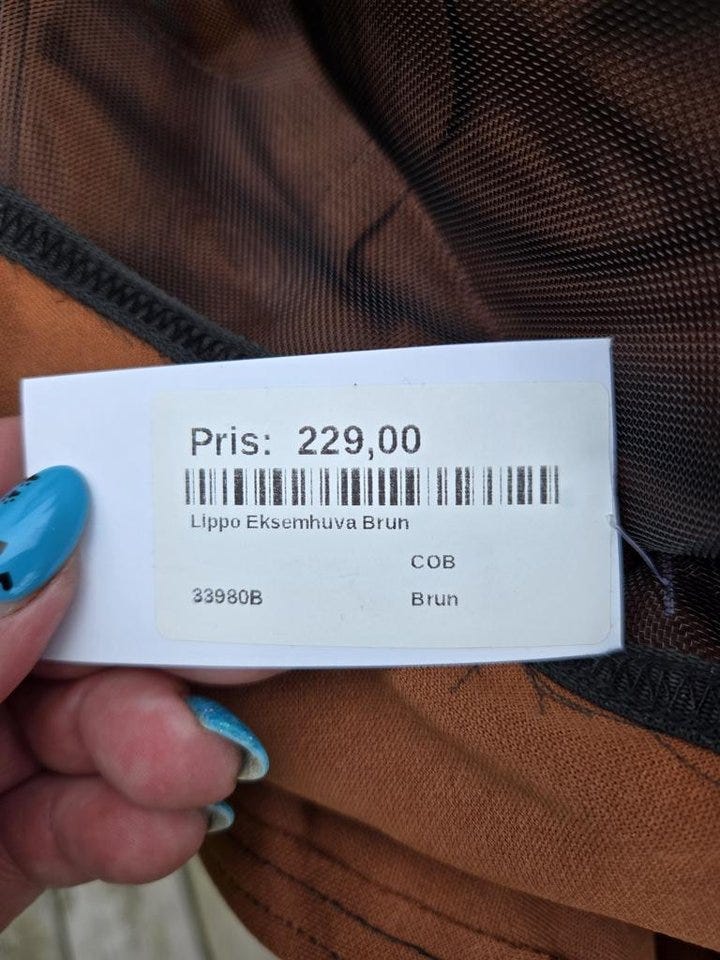 Pris: 229,00
Lippo Eksemhuva Brun
COB
33980B Brun